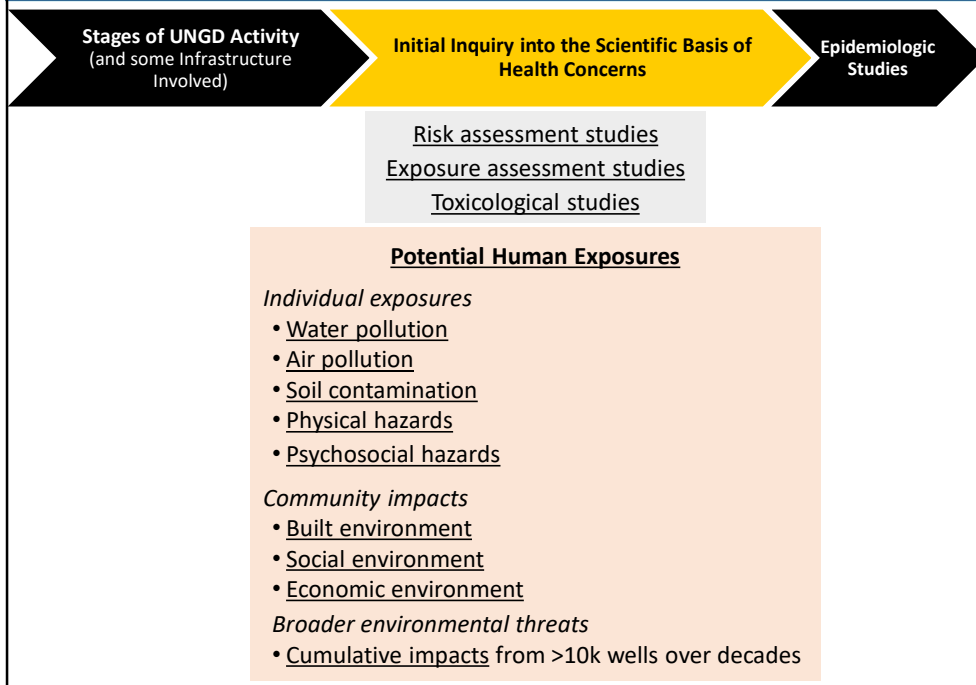 Stages of UNGD Activity
(and some Infrastructure
Involved)
Initial Inquiry into the Scientific Basis of
Health Concerns
Epidemiologic
Studies
Risk assessment studies
Exposure assessment studies
Toxicological studies
Potential Human Exposures
Individual exposures
• Water pollution
• Air pollution
• Soil contamination
• Physical hazards
• Psychosocial hazards
Community impacts
• Built environment
• Social environment
• Economic environment
Broader environmental threats
• Cumulative impacts from >10k wells over decades